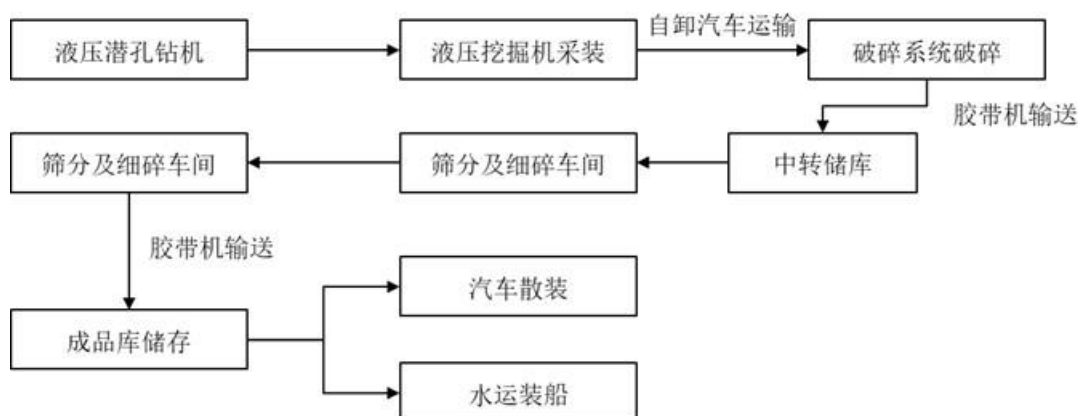 液压潜孔钻机
液压挖掘机采装
自卸汽车运输
破碎系统破碎
胶带机输送
中转储库
筛分及细碎车间
筛分及细碎车间
胶带机输送
成品库储存
汽车散装
水运装船